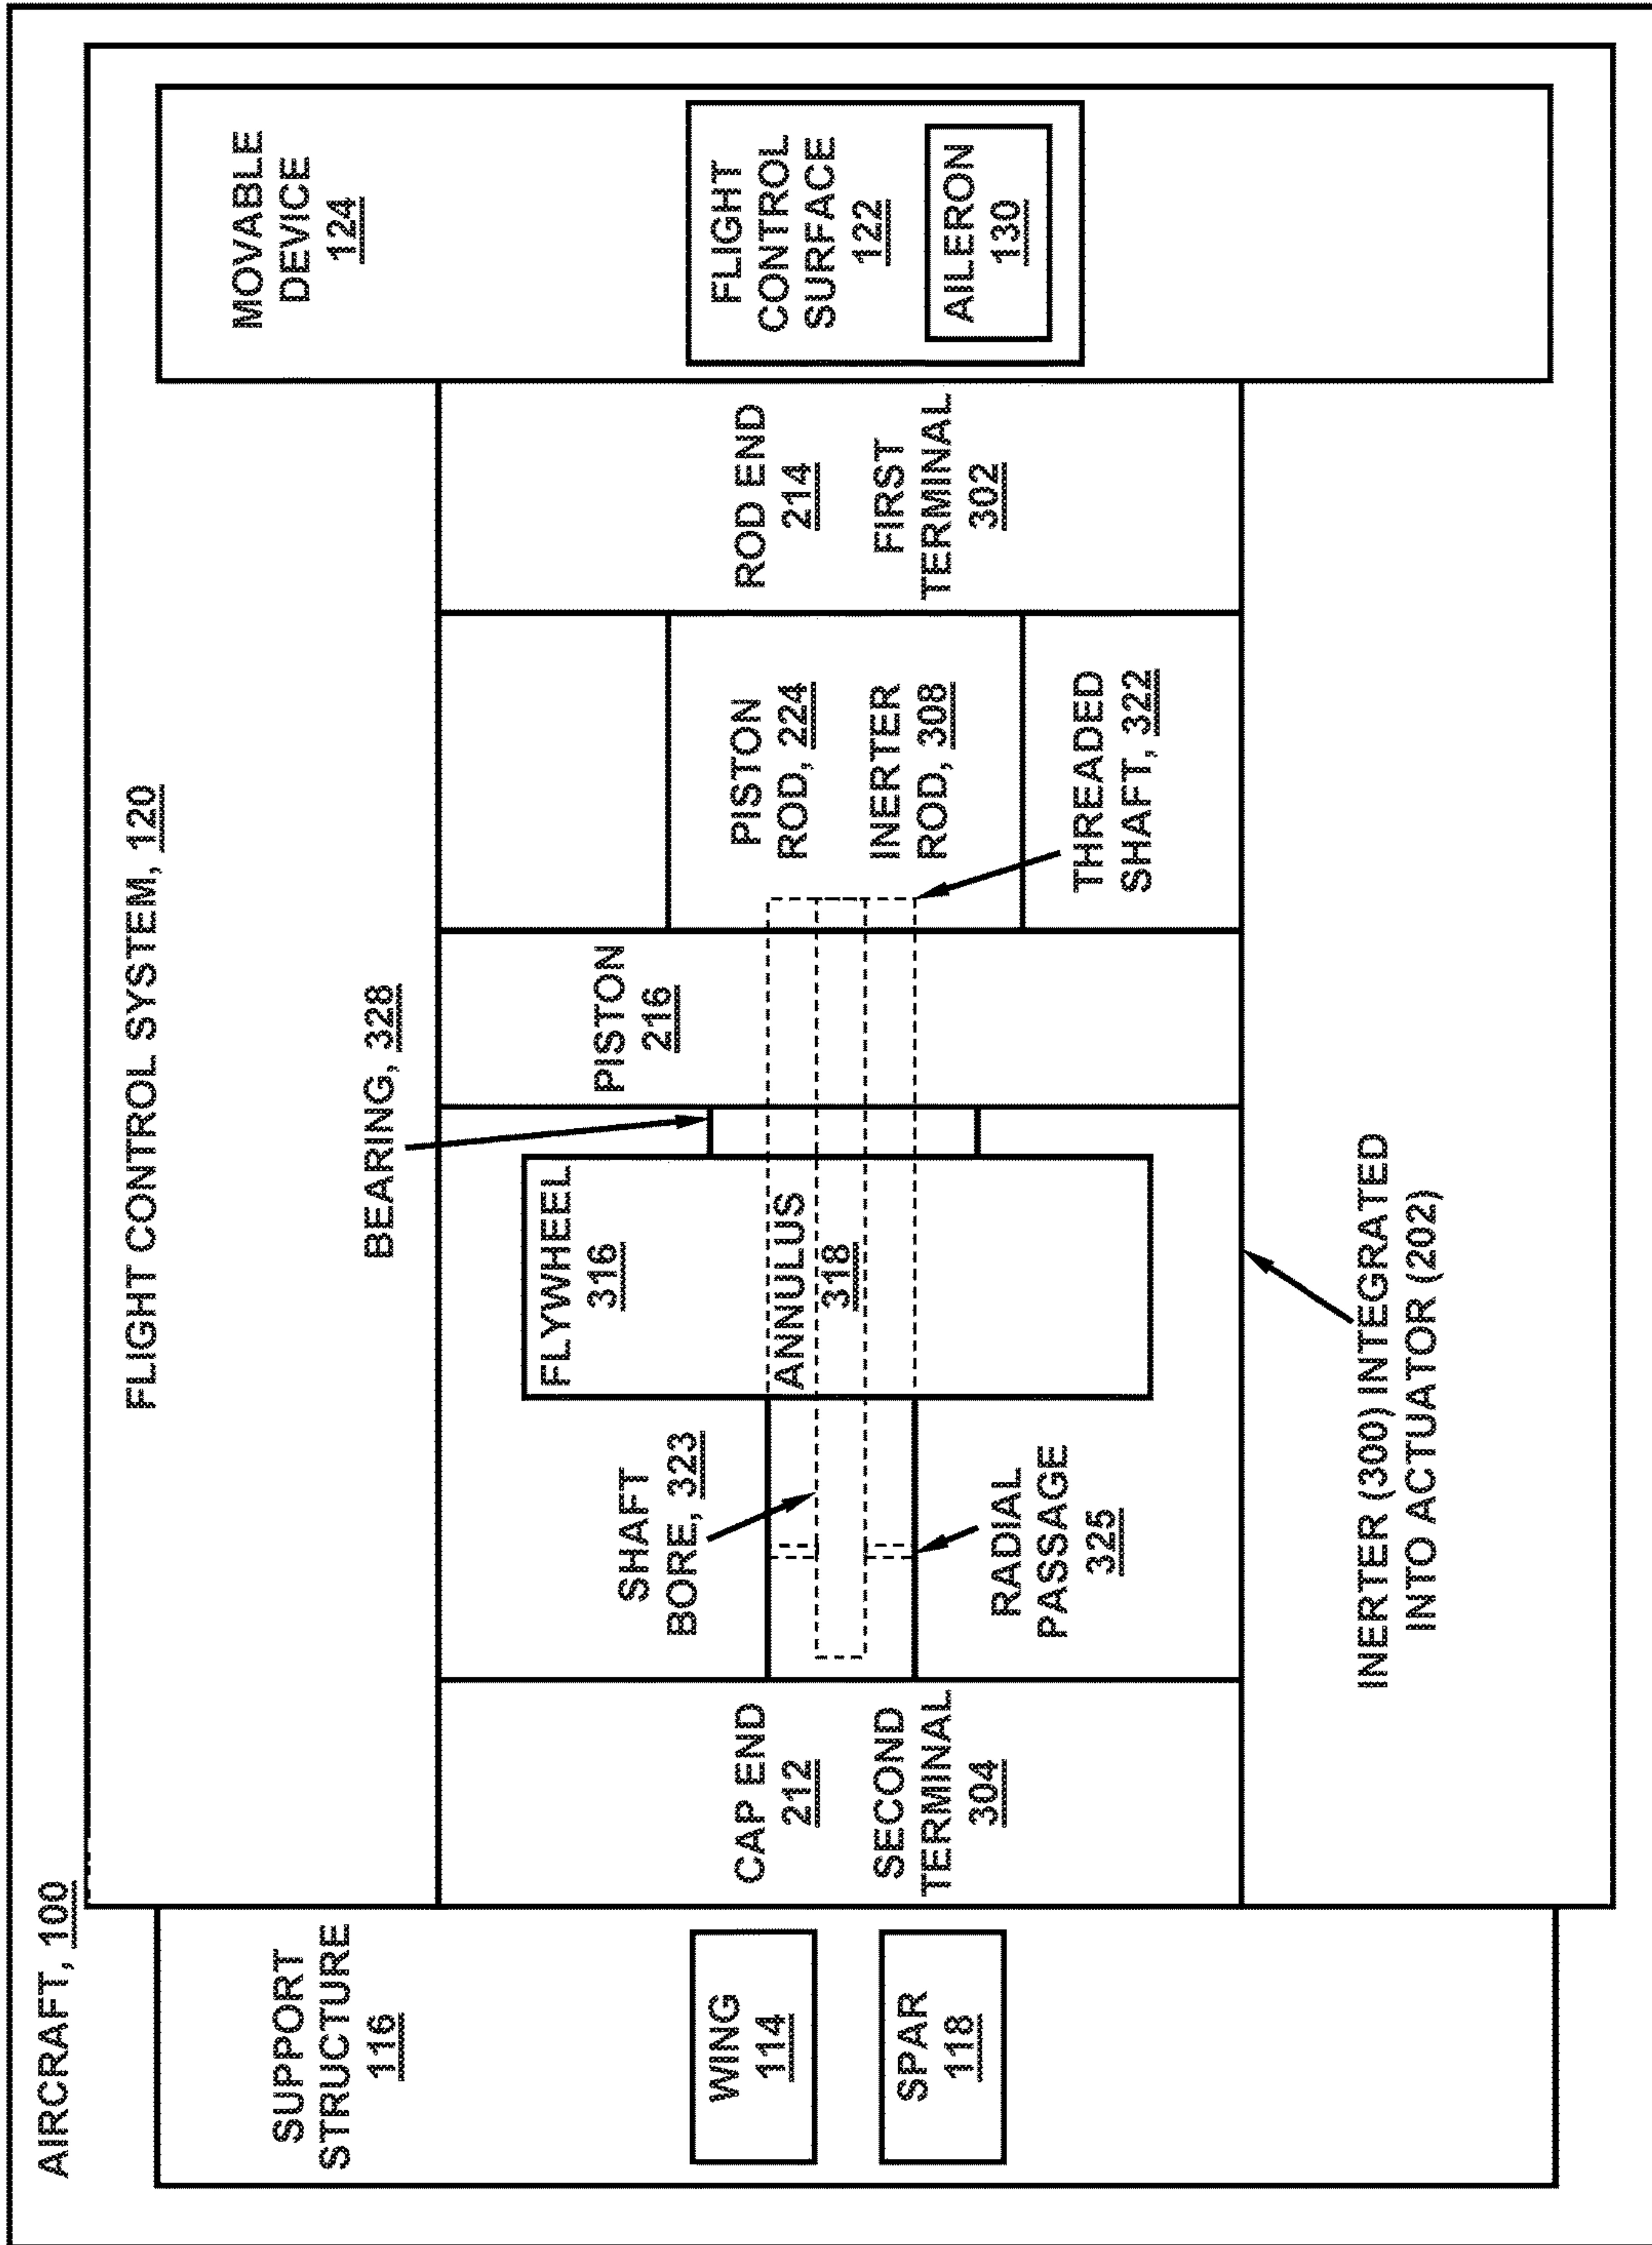 AIRCRAFT, 100
SUPPORT
STRUCTURE
116
WING
114
SPAR
118
FLIGHT CONTROL SYSTEM, 120
BEARING, 328
CAP END
212
SECOND
TERMINAL
304
SHAFT
BORE, 323
RADIAL
PASSAGE
325
FLYWHEEL
316
ANNULUS
318
PISTON
216
PISTON
ROD, 224
INERTER
ROD, 308
THREADED
SHAFT, 322
ROD END
214
FIRST
TERMINAL
302
MOVABLE
DEVICE
124
FLIGHT
CONTROL
SURFACE
122
AILERON
130
INERTER (300) INTEGRATED
INTO ACTUATOR (202)